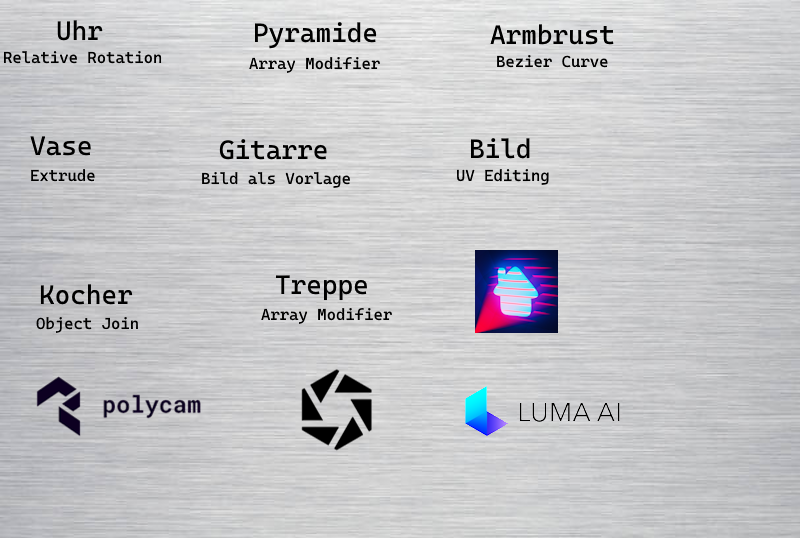 Uhr
Relative Rotation
Pyramide
Array Modifier
Armbrust
Bezier Curve
Vase
Extrude
Gitarre
Bild als Vorlage
Bild
UV Editing
Kocher
Object Join
Treppe
Array Modifier
polycam
LUMA AI